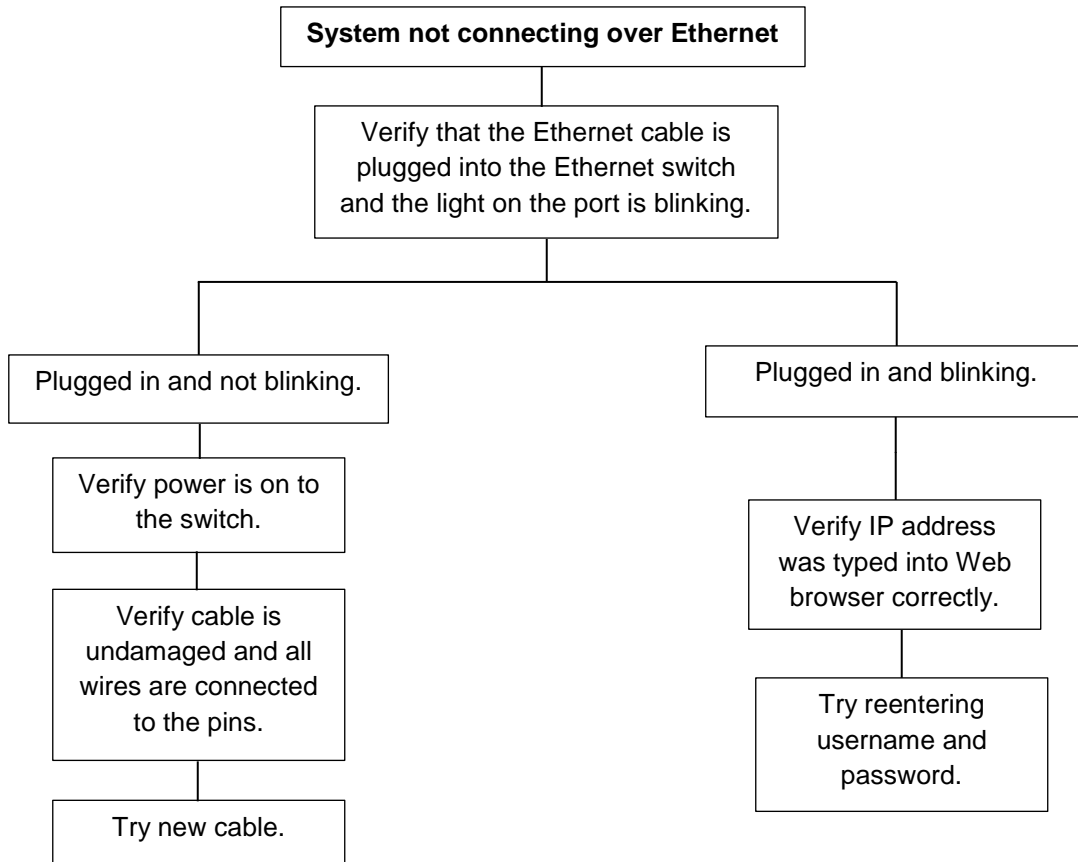 System not connecting over Ethernet
Verify that the Ethernet cable is
plugged into the Ethernet switch
and the light on the port is blinking.
Plugged in and not blinking.
Verify power is on to
the switch.
Verify cable is
undamaged and all
wires are connected
to the pins.
Try new cable.
Plugged in and blinking.
Verify IP address
was typed into Web
browser correctly.
Try reentering
username and
password.